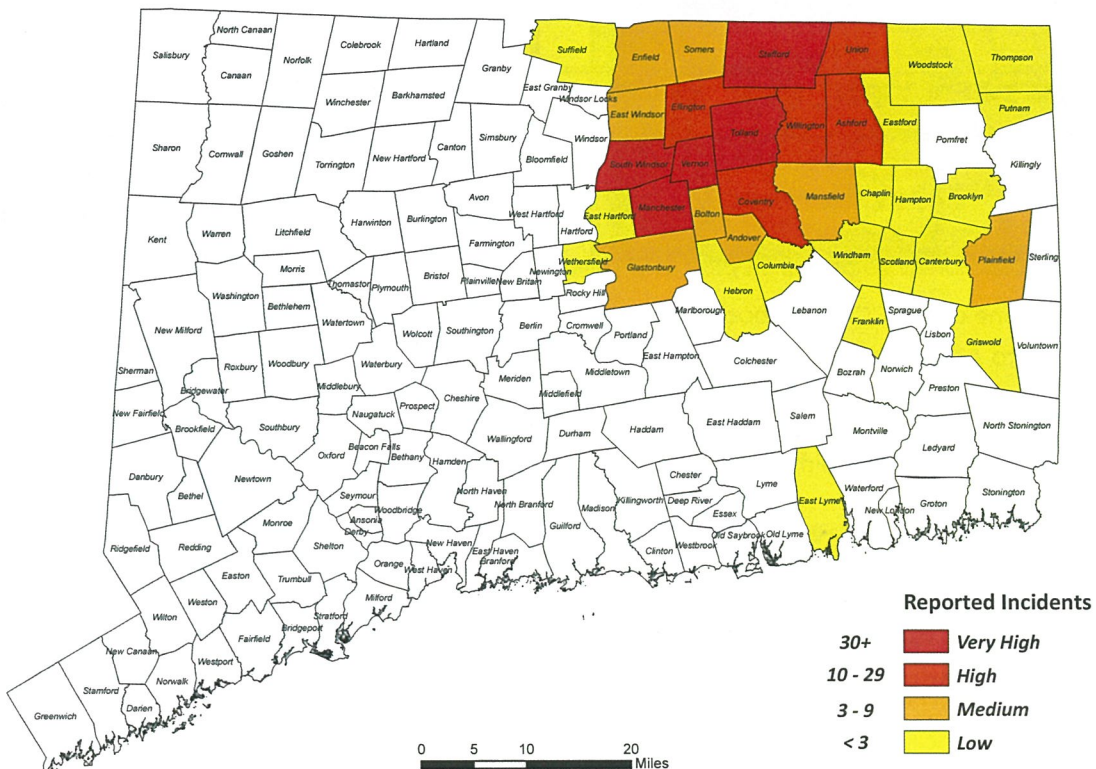 North Canaan
Salisbury
Canaan
Norfolk
Colebrook
Hartland
Granby
Suffield
Enfield
Somers
Stafford
Union
Woodstock
Thompson
East Granby
Windsor Locks
Winchester
Barkhamsted
East Windsor
Ellington
Putnam
Sharon
Cornwall
Goshen
Torrington
New Hartford
Canton
Simsbury
Bloomfield
Windsor
South Windsor
Vernon
Tolland
Willington
Ashford
Eastford
Pomfret
Killingly
Kent
Warren
Litchfield
Harwinton
Burlington
Avon
West Hartford
Hartford
East Hartford
Manchester
Bolton
Coventry
Mansfield
Chaplin
Hampton
Brooklyn
Farmington
Andover
Morris
Washington
Bethlehem
Thomaston
Plymouth
Bristol
Plainville
New Britain
Newington
Wethersfield
Rocky Hill
Glastonbury
Hebron
Columbia
Windham
Scotland
Canterbury
Plainfield
Sterling
New Milford
Watertown
Wolcott
Southington
Berlin
Cromwell
Portland
Marlborough
Lebanon
Franklin
Sprague
Lisbon
Griswold
Voluntown
Sherman
Roxbury
Woodbury
Waterbury
East Hampton
Colchester
Bridgewater
Middlebury
Meriden
Middletown
Middlefield
Bozrah
Norwich
Preston
New Fairfield
Brookfield
Southbury
Naugatuck
Prospect
Cheshire
Wallingford
Durham
Haddam
East Haddam
Salem
Montville
Ledyard
North Stonington
Oxford
Beacon Falls
Bethany
Hamden
Danbury
Bethel
Newtown
Seymour
Woodbridge
North Haven
North Branford
Guilford
Madison
Killingworth
Chester
Deep River
Essex
Lyme
East Lyme
Waterford
New London
Groton
Stonington
Monroe
Ansonia
Derby
Shelton
Ridgefield
Redding
Orange
New Haven
West Haven
East Haven
Branford
Clinton
Westbrook
Old Saybrook
Old Lyme
Easton
Trumbull
Milford
Weston
Wilton
Stratford
Bridgeport
Fairfield
New Canaan
Westport
Norwalk
Stamford
Darien
Greenwich
Reported Incidents
30+ Very High
10 - 29 High
3 - 9 Medium
< 3 Low
0 5 10 20
Miles